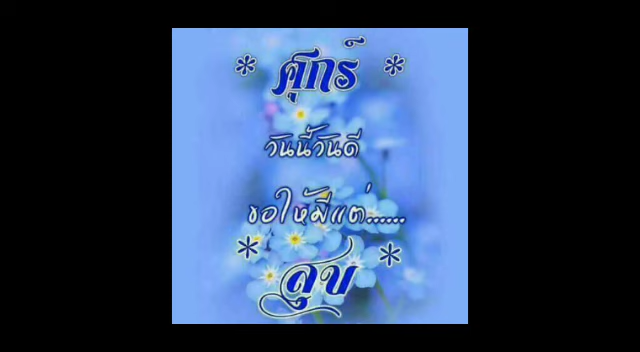 * ศุกร์ *
วันนี้วันดี
ขอให้มีแต่......
* สุข *